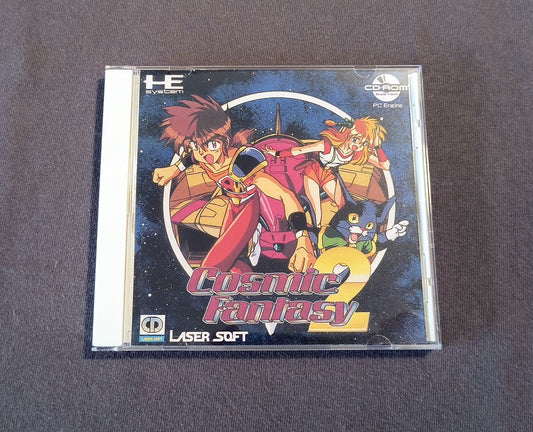 HE
system
CD-ROM
PC Engine
Cosmic
Fantasy
2
LASER SOFT